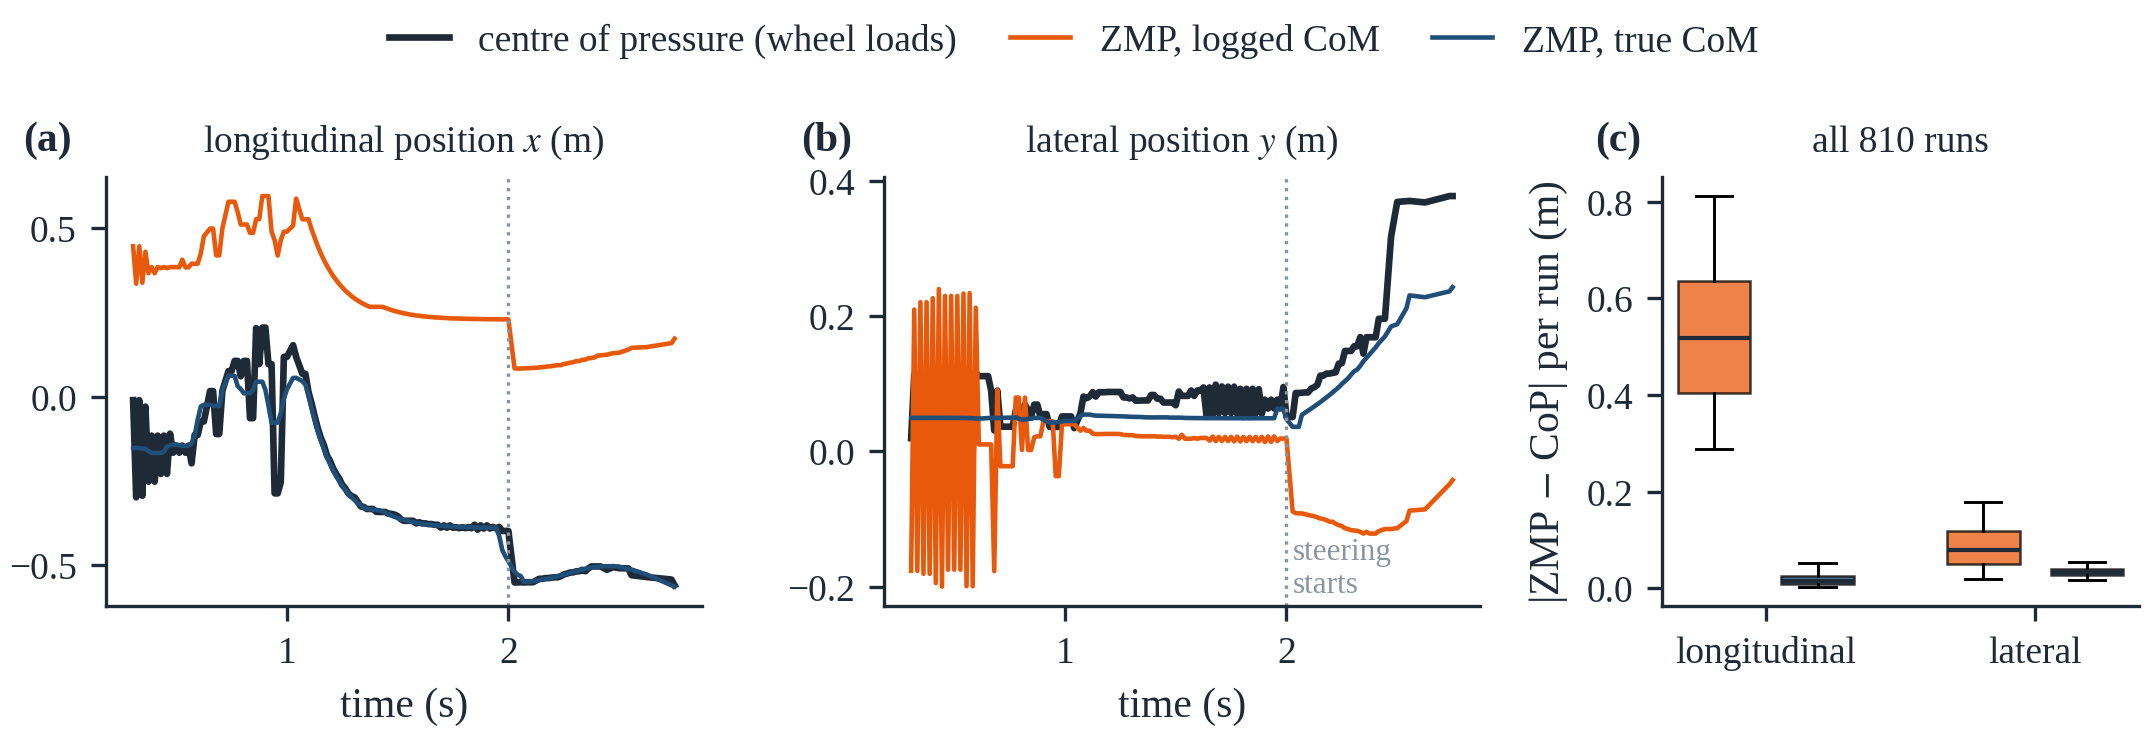 centre of pressure (wheel loads)
ZMP, logged CoM
ZMP, true CoM
(a)
longitudinal position x (m)
0.5
0.0
−0.5
1
2
time (s)
(b)
lateral position y (m)
0.4
0.2
0.0
−0.2
steering
starts
1
2
time (s)
(c)
all 810 runs
|ZMP − CoP| per run (m)
0.8
0.6
0.4
0.2
0.0
longitudinal
lateral